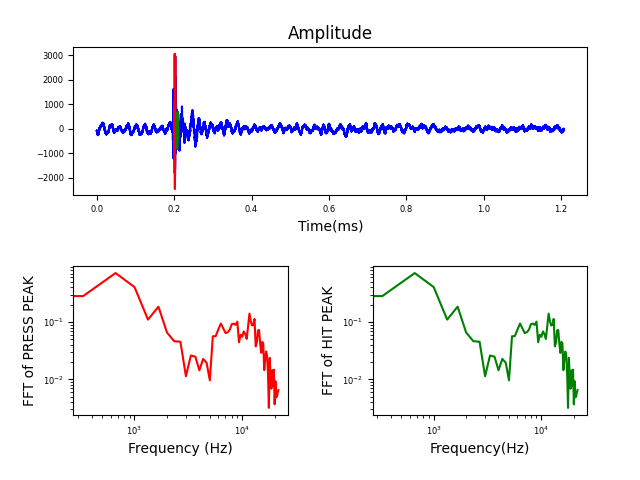 Amplitude
3000
2000
1000
0
−1000
−2000
0.0 0.2 0.4 0.6 0.8 1.0 1.2
Time(ms)
FFT of PRESS PEAK
10⁻¹
10⁻²
10³ 10⁴
Frequency (Hz)
FFT of HIT PEAK
10⁻¹
10⁻²
10³ 10⁴
Frequency(Hz)